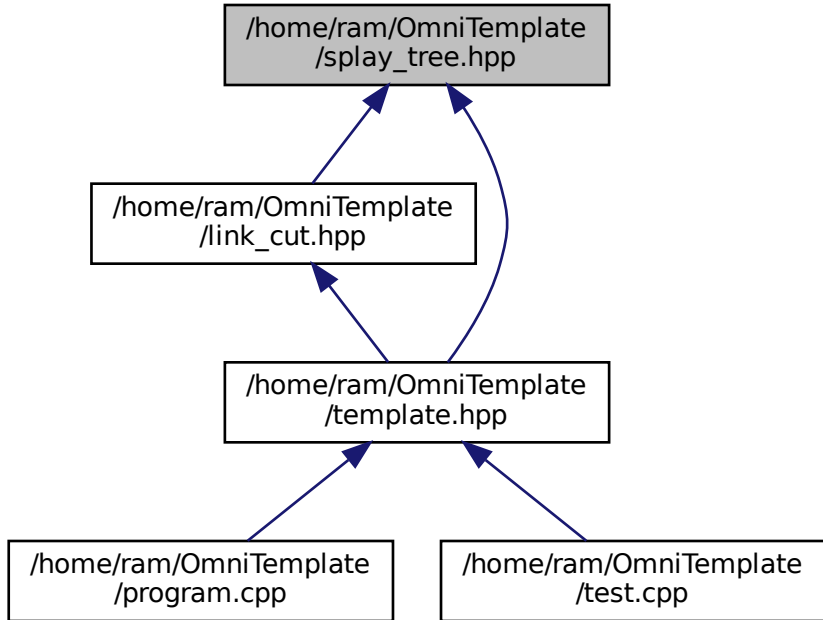 /home/ram/OmniTemplate
/splay_tree.hpp
/home/ram/OmniTemplate
/link_cut.hpp
/home/ram/OmniTemplate
/template.hpp
/home/ram/OmniTemplate
/program.cpp
/home/ram/OmniTemplate
/test.cpp